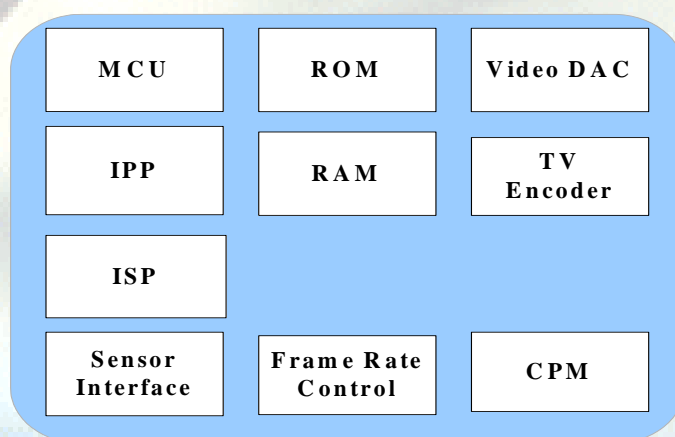 MCU
ROM
Video DAC
IPP
RAM
TV
Encoder
ISP
Sensor
Interface
Frame Rate
Control
CPM